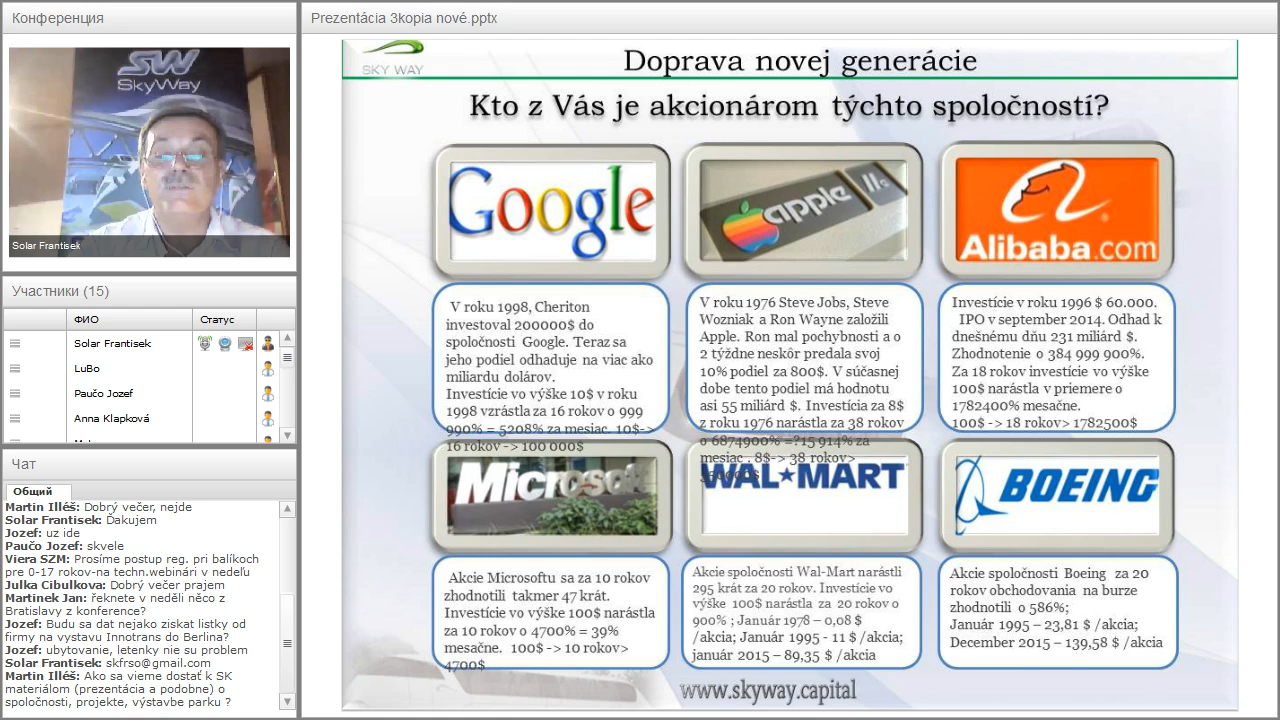 Конференция
SW
SkyWay
Solar Frantisek
Участники (15)
ФИО
Статус
Solar Frantisek
LuBo
Paučo Jozef
Anna Klapková
Чат
Общий
Martin Illéš: Dobrý večer, nejde
Solar Frantisek: Ďakujem
Jozef: uz ide
Paučo Jozef: skvele
Viera SZM: Prosíme postup reg. pri balíkoch
pre 0-17 rokov-na techn.webinári v nedeľu
Julka Cibulkova: Dobrý večer prajem
Martinek Jan: řeknete v neděli něco z
Bratislavy z konference?
Jozef: Budu sa dat nejako ziskat listky od
firmy na vystavu Innotrans do Berlina?
Jozef: ubytovanie, letenky nie su problem
Solar Frantisek: skfrso@gmail.com
Martin Illéš: Ako sa vieme dostať k SK
materiálom (prezentácia a podobne) o
spoločnosti, projekte, výstavbe parku ?
Prezentácia 3kopia nové.pptx
SKY WAY
Doprava novej generácie
Kto z Vás je akcionárom týchto spoločností?
Google
apple
Alibaba.com
V roku 1998, Cheriton
investoval 200000$ do
spoločnosti Google. Teraz sa
jeho podiel odhaduje na viac ako
miliardu dolárov.
Investície vo výške 10$ v roku
1998 vzrástla za 16 rokov o 999
990% = 5208% za mesiac. 10$->
16 rokov -> 100 000$
V roku 1976 Steve Jobs, Steve
Wozniak a Ron Wayne založili
Apple. Ron mal pochybnosti a o
2 týždne neskôr predala svoj
10% podiel za 800$. V súčasnej
dobe tento podiel má hodnotu
asi 55 miliárd $. Investícia za 8$
z roku 1976 narástla za 38 rokov
o 6874900% =?15 914% za
mesiac . 8$-> 38 rokov>
Investície v roku 1996 $ 60.000.
IPO v september 2014. Odhad k
dnešnému dňu 231 miliárd $.
Zhodnotenie o 384 999 900%.
Za 18 rokov investície vo výške
100$ narástla v priemere o
1782400% mesačne.
100$ -> 18 rokov> 1782500$
Microsoft
WAL★MART
BOEING
Akcie Microsoftu sa za 10 rokov
zhodnotili takmer 47 krát.
Investície vo výške 100$ narástla
za 10 rokov o 4700% = 39%
mesačne. 100$ -> 10 rokov>
4700$
Akcie spoločnosti Wal-Mart narástli
295 krát za 20 rokov. Investície vo
výške 100$ narástla za 20 rokov o
900% ; Január 1978 – 0,08 $
/akcia; Január 1995 - 11 $ /akcia;
január 2015 – 89,35 $ /akcia
Akcie spoločnosti Boeing za 20
rokov obchodovania na burze
zhodnotili o 586%;
Január 1995 – 23,81 $ /akcia;
December 2015 – 139,58 $ /akcia
www.skyway.capital